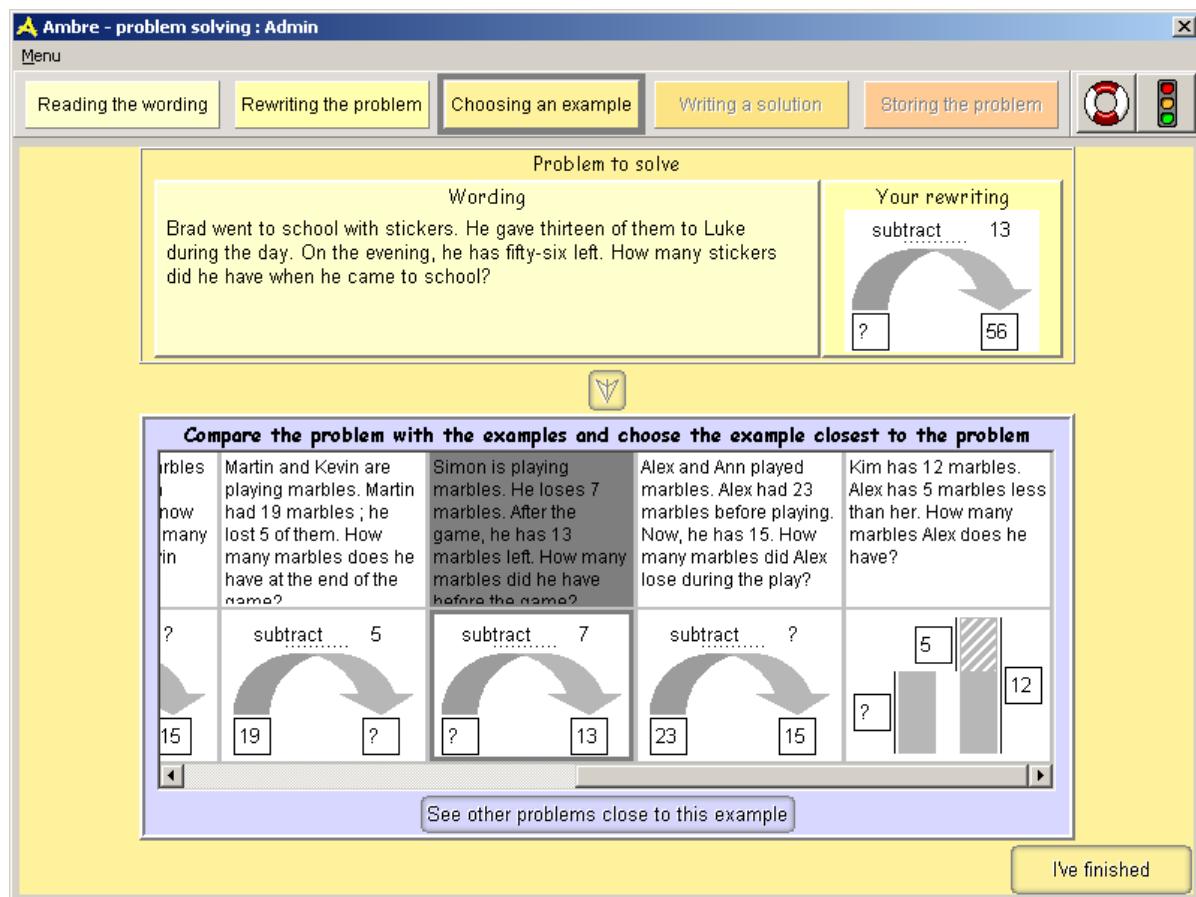 Ambre - problem solving : Admin
Menu
Reading the wording
Rewriting the problem
Choosing an example
Writing a solution
Storing the problem
Problem to solve
Wording
Brad went to school with stickers. He gave thirteen of them to Luke
during the day. On the evening, he has fifty-six left. How many stickers
did he have when he came to school?
Your rewriting
subtract 13
?
56
Compare the problem with the examples and choose the example closest to the problem
rbles
now
many
Martin and Kevin are
playing marbles. Martin
had 19 marbles ; he
lost 5 of them. How
many marbles does he
have at the end of the
game?
Simon is playing
marbles. He loses 7
marbles. After the
game, he has 13
marbles left. How many
marbles did he have
before the game?
Alex and Ann played
marbles. Alex had 23
marbles before playing.
Now, he has 15. How
many marbles did Alex
lose during the play?
Kim has 12 marbles.
Alex has 5 marbles less
than her. How many
marbles Alex does he
have?
?
15
subtract 5
19
?
subtract 7
?
13
subtract ?
23
15
5
12
?
See other problems close to this example
I've finished